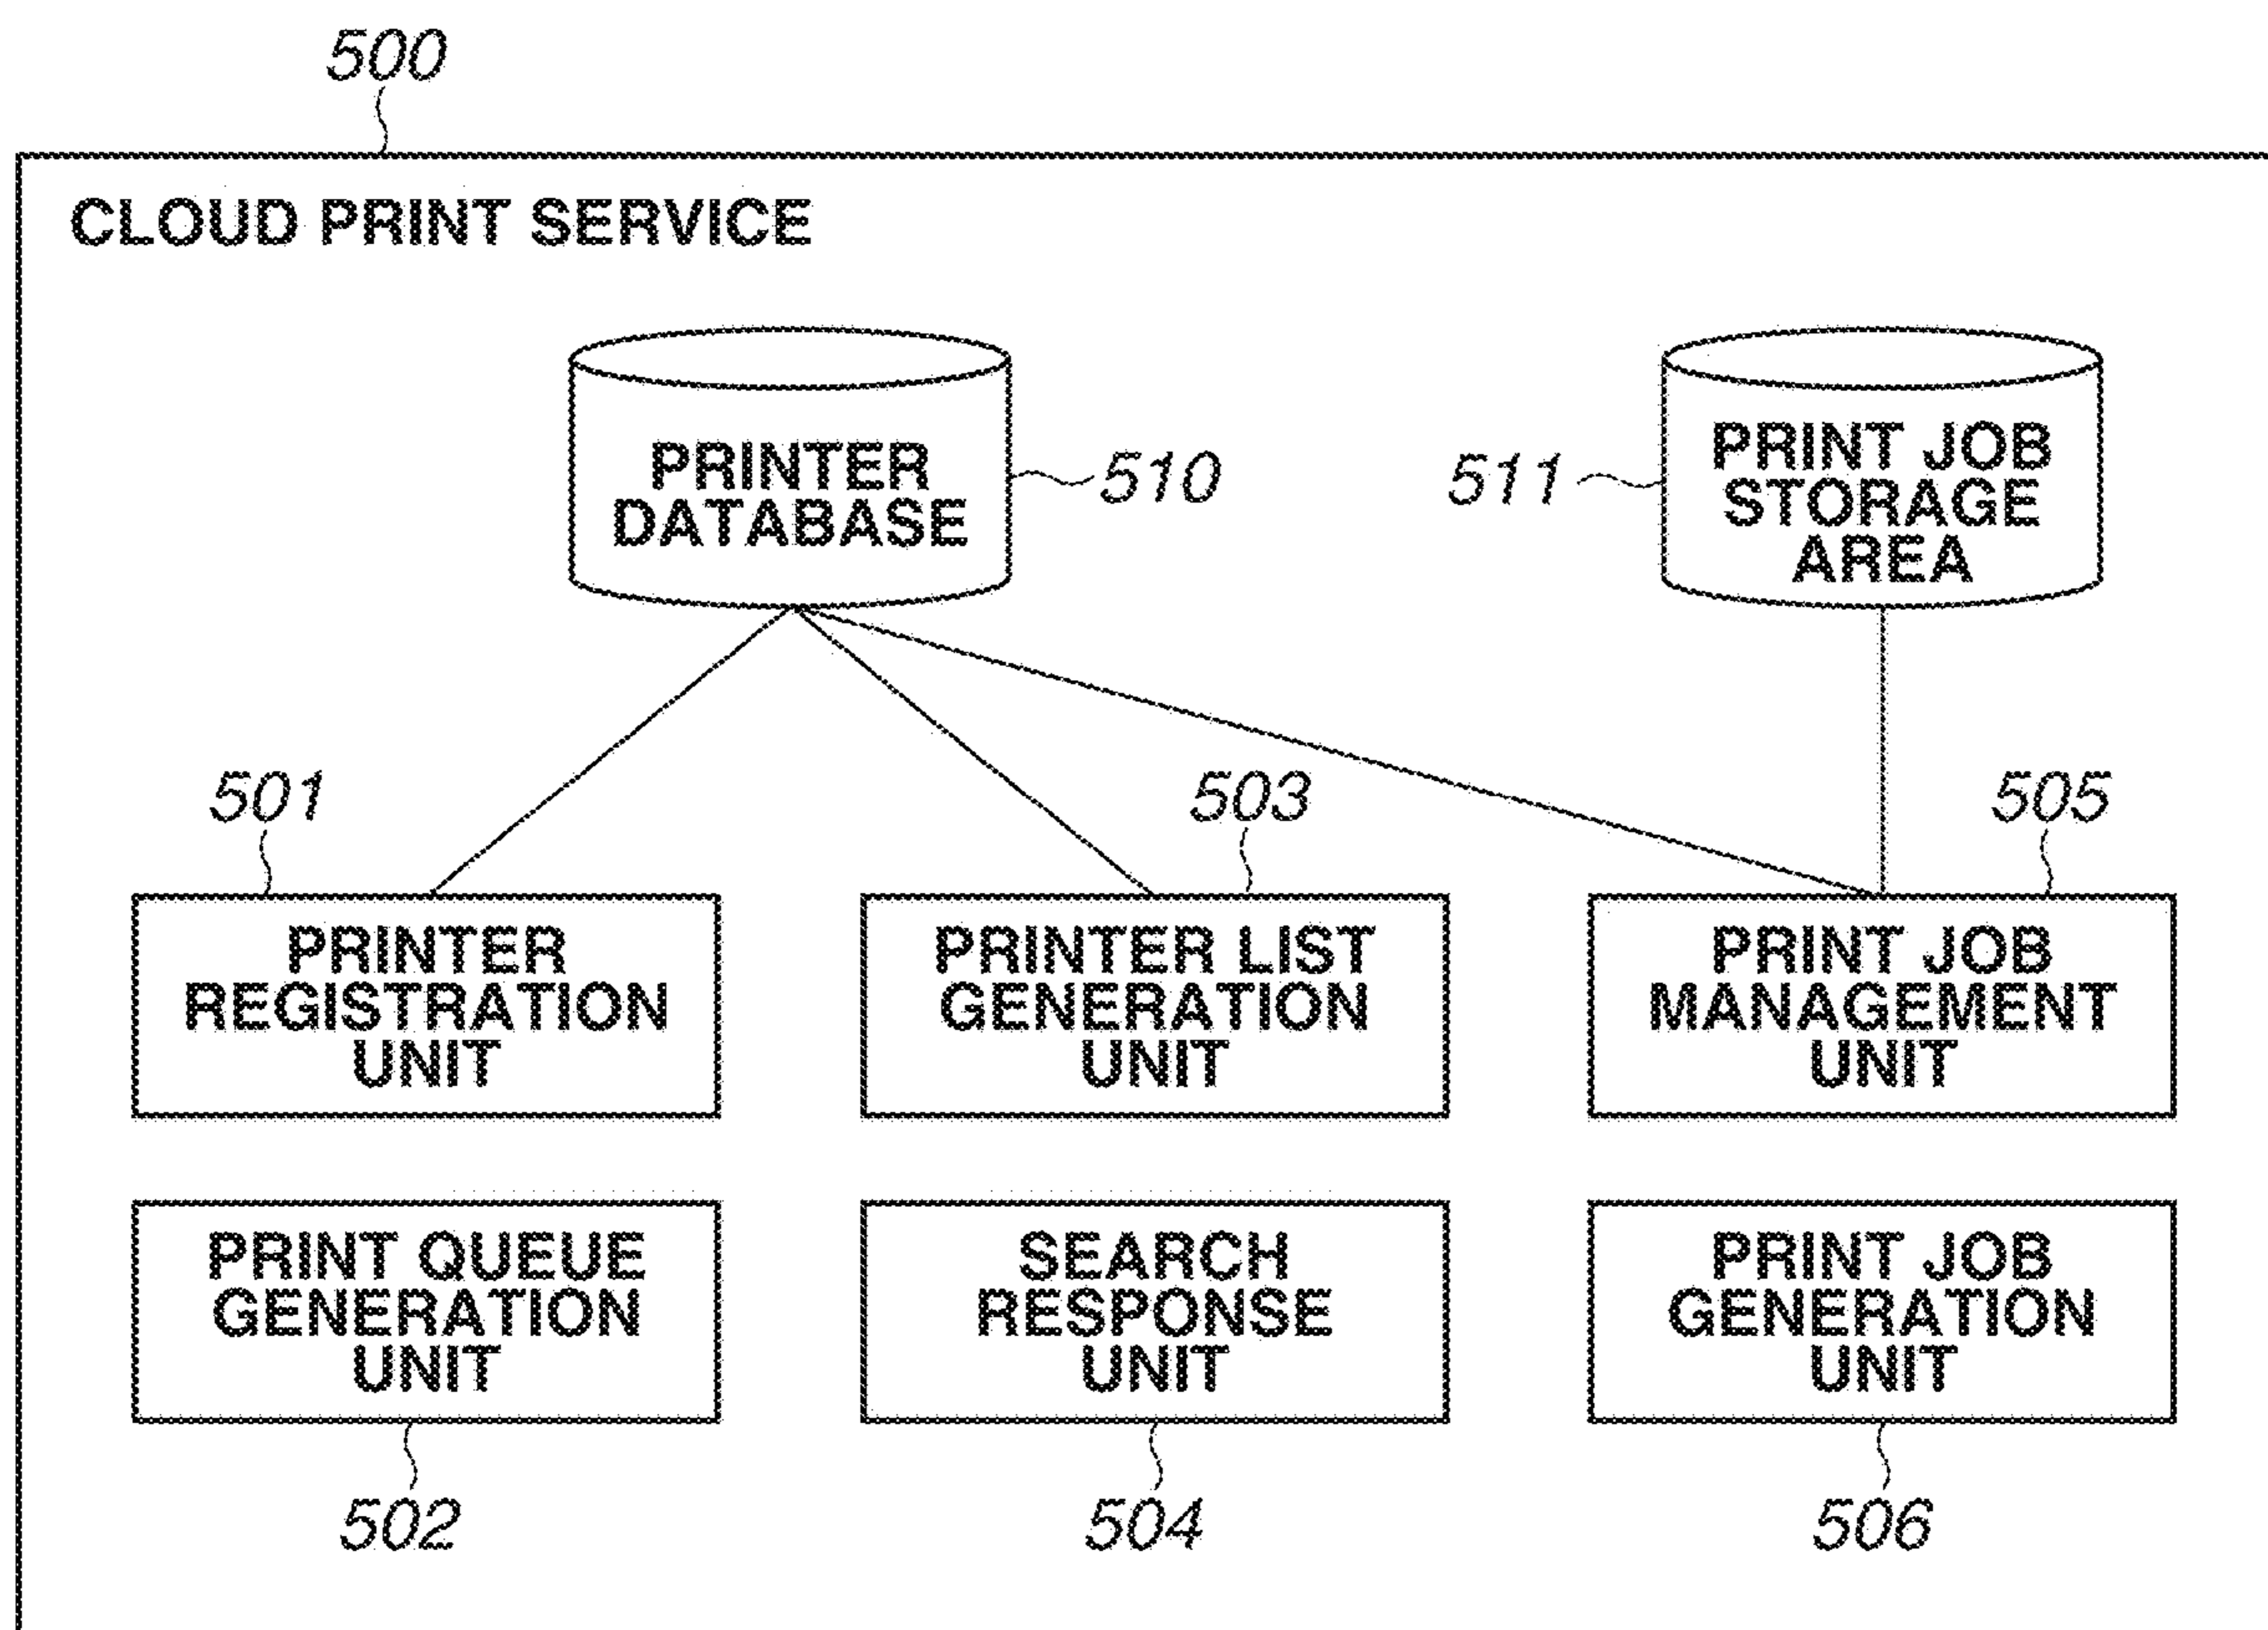 500
CLOUD PRINT SERVICE
PRINTER
DATABASE
510
511
PRINT JOB
STORAGE
AREA
501
503
505
PRINTER
REGISTRATION
UNIT
PRINTER LIST
GENERATION
UNIT
PRINT JOB
MANAGEMENT
UNIT
PRINT QUEUE
GENERATION
UNIT
SEARCH
RESPONSE
UNIT
PRINT JOB
GENERATION
UNIT
502
504
506